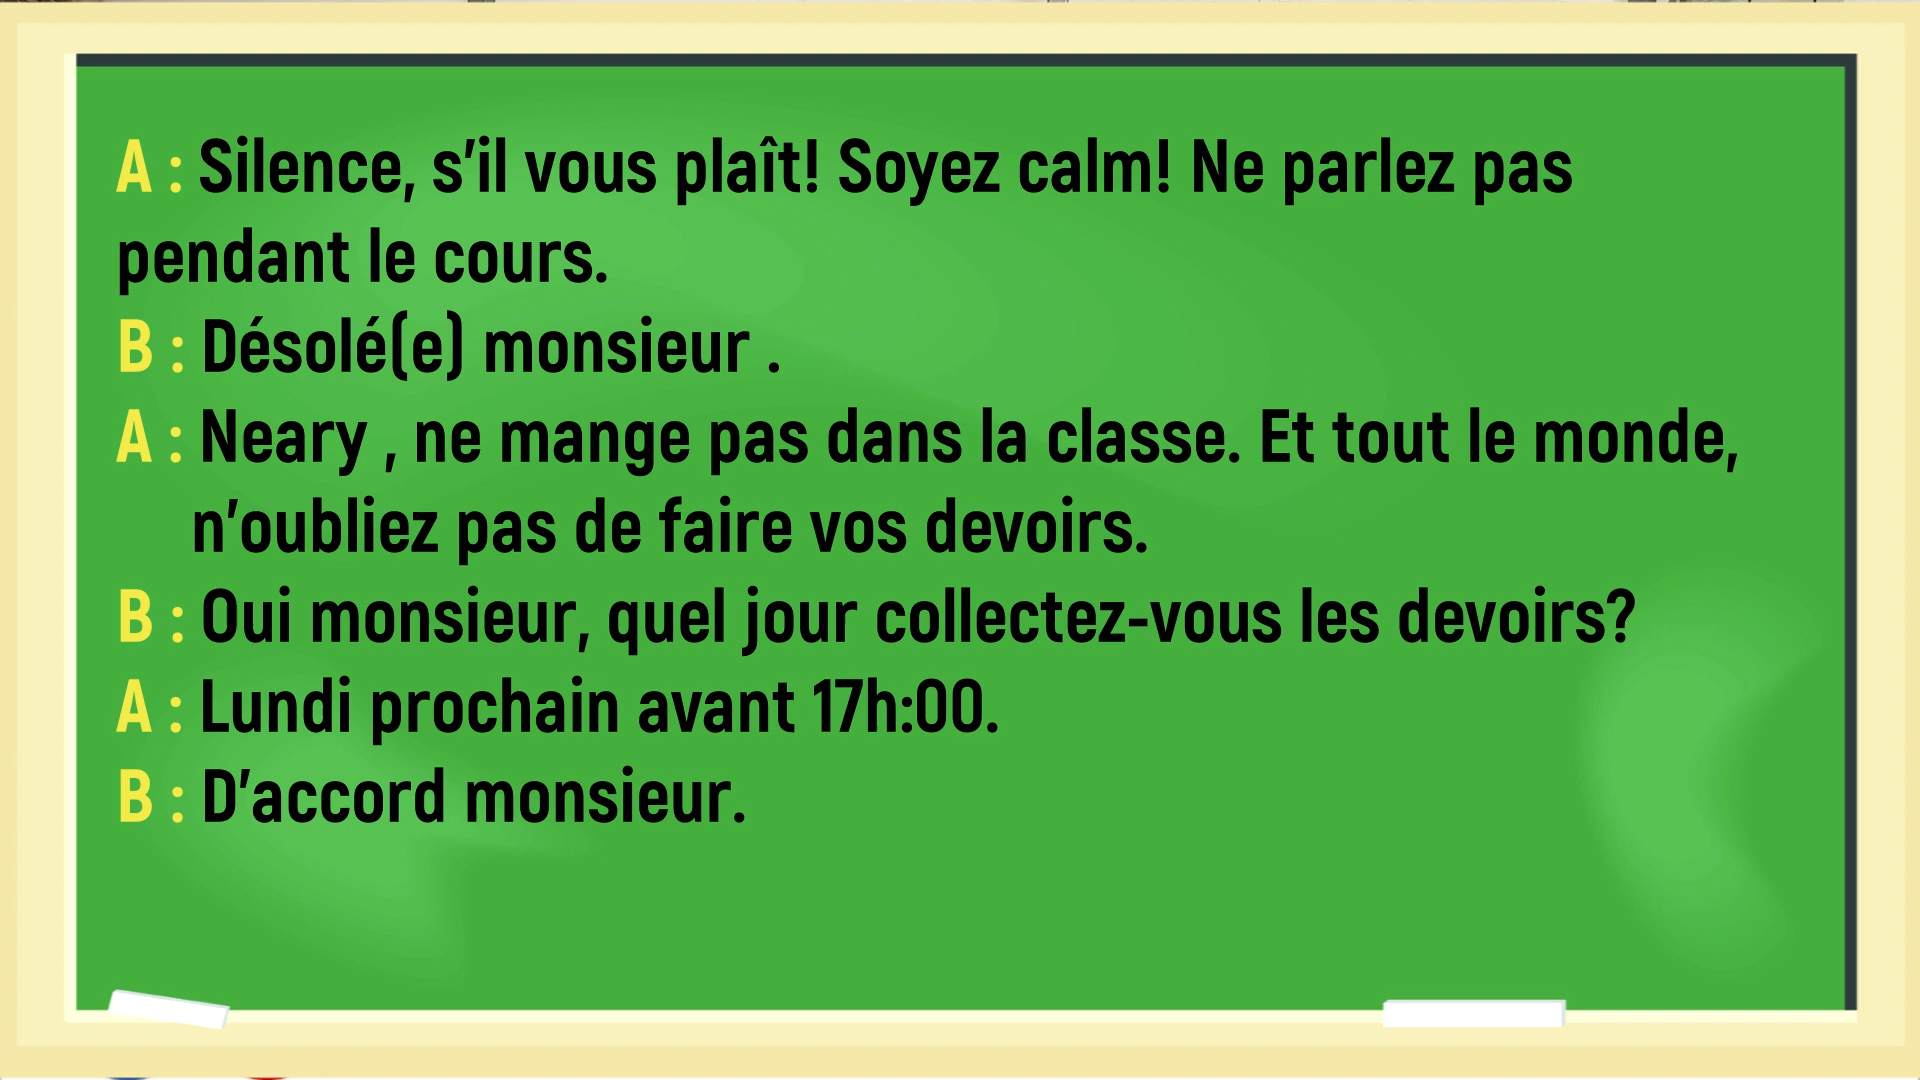 A : Silence, s'il vous plaît! Soyez calm! Ne parlez pas
pendant le cours.
B : Désolé(e) monsieur .
A : Neary , ne mange pas dans la classe. Et tout le monde,
n'oubliez pas de faire vos devoirs.
B : Oui monsieur, quel jour collectez-vous les devoirs?
A : Lundi prochain avant 17h:00.
B : D'accord monsieur.